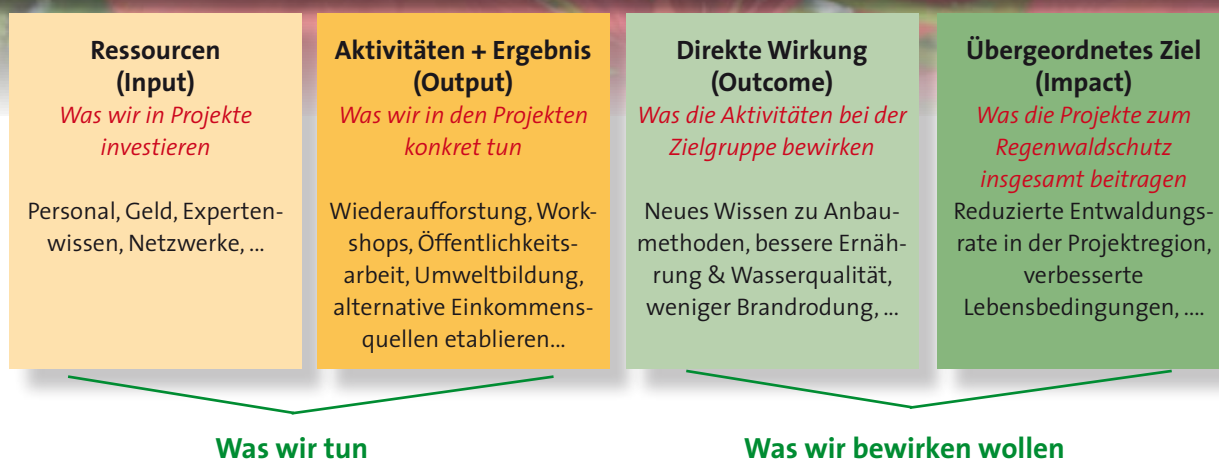 Ressourcen
(Input)
Was wir in Projekte
investieren
Personal, Geld, Experten-
wissen, Netzwerke, ...
Aktivitäten + Ergebnis
(Output)
Was wir in den Projekten
konkret tun
Wiederaufforstung, Work-
shops, Öffentlichkeits-
arbeit, Umweltbildung,
alternative Einkommens-
quellen etablieren...
Direkte Wirkung
(Outcome)
Was die Aktivitäten bei der
Zielgruppe bewirken
Neues Wissen zu Anbau-
methoden, bessere Ernäh-
rung & Wasserqualität,
weniger Brandrodung, ...
Übergeordnetes Ziel
(Impact)
Was die Projekte zum
Regenwaldschutz
insgesamt beitragen
Reduzierte Entwaldungs-
rate in der Projektregion,
verbesserte
Lebensbedingungen, ....
Was wir tun
Was wir bewirken wollen